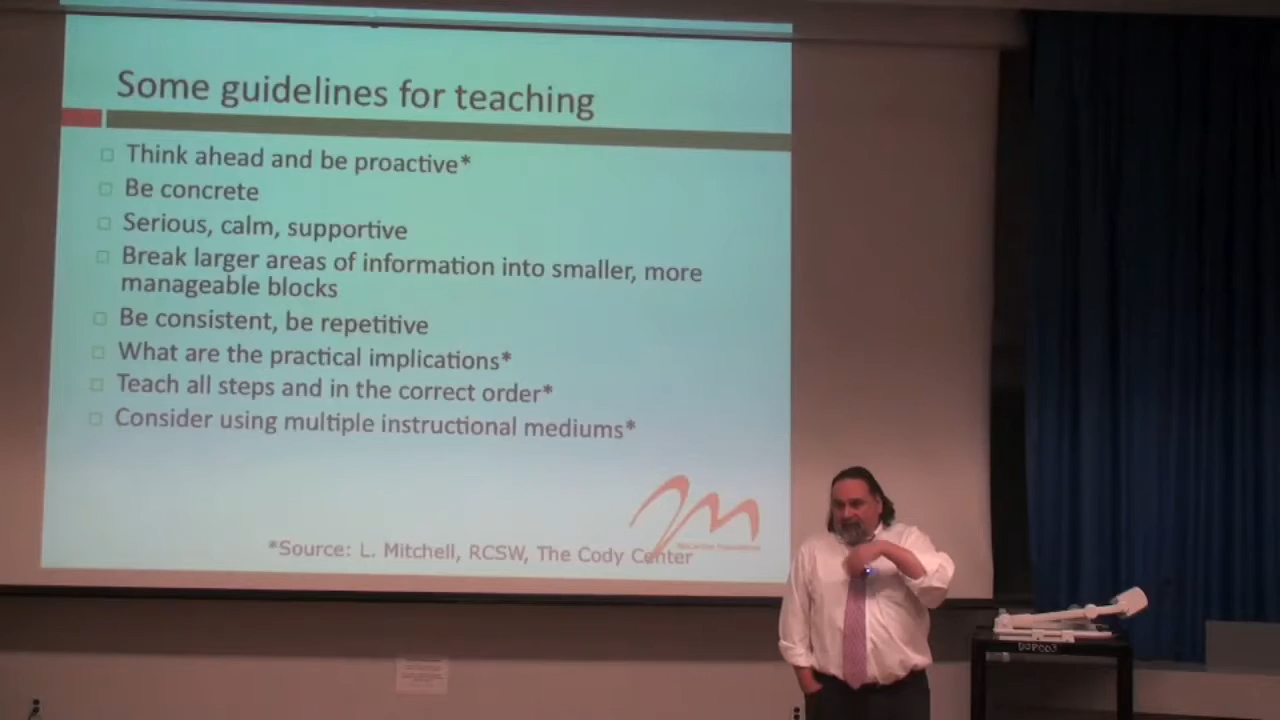 Some guidelines for teaching
Think ahead and be proactive*
Be concrete
Serious, calm, supportive
Break larger areas of information into smaller, more
manageable blocks
Be consistent, be repetitive
What are the practical implications*
Teach all steps and in the correct order*
Consider using multiple instructional mediums*
*Source: L. Mitchell, RCSW, The Cody Center